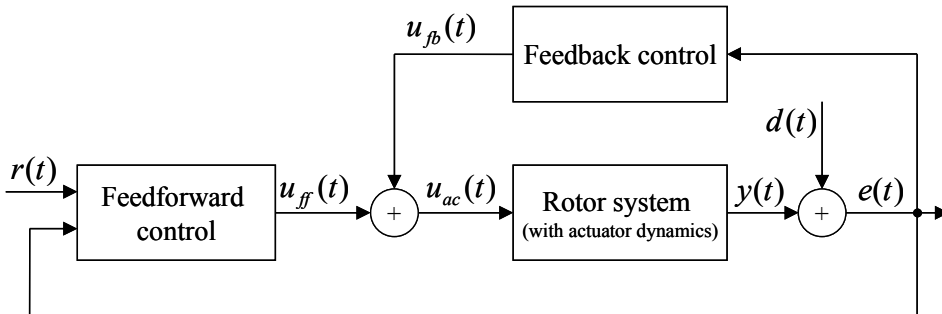 u_fb(t)
Feedback control
d(t)
r(t)
Feedforward
control
u_ff(t)
+
u_ac(t)
Rotor system
(with actuator dynamics)
y(t)
+
e(t)